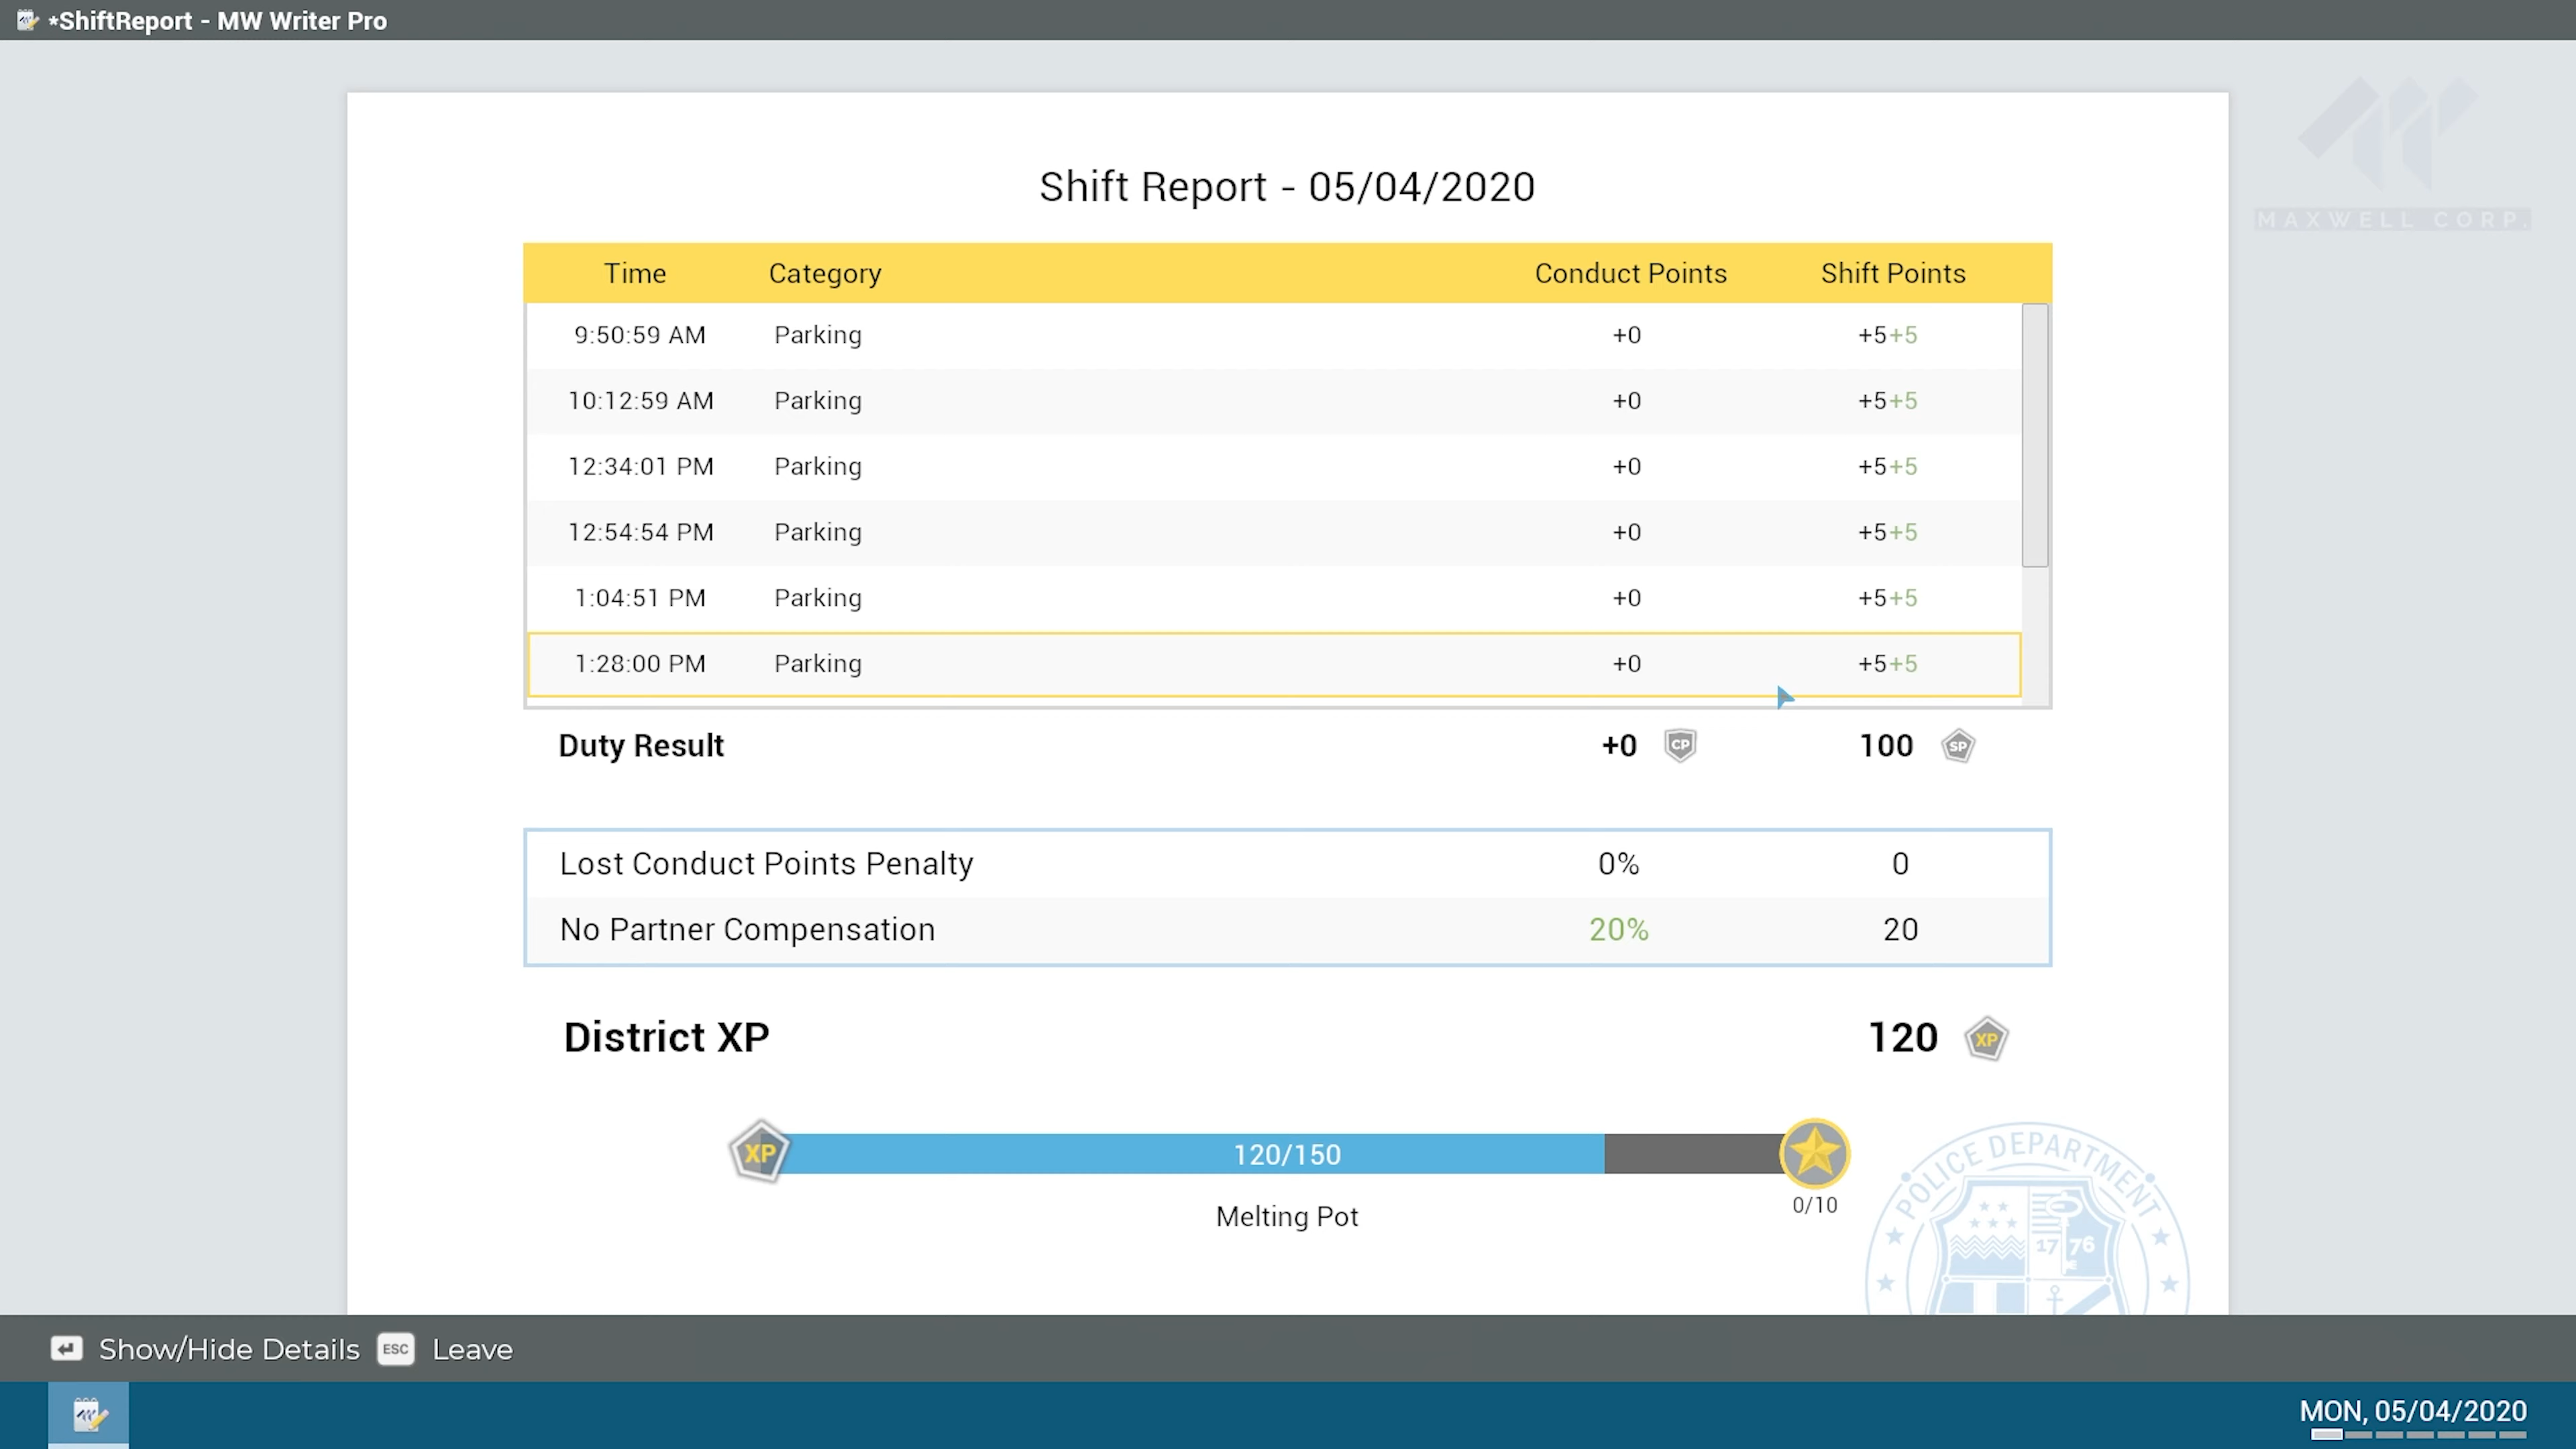 *ShiftReport - MW Writer Pro
MAXWELL CORP.
Shift Report - 05/04/2020
Time Category Conduct Points Shift Points
9:50:59 AM Parking +0 +5+5
10:12:59 AM Parking +0 +5+5
12:34:01 PM Parking +0 +5+5
12:54:54 PM Parking +0 +5+5
1:04:51 PM Parking +0 +5+5
1:28:00 PM Parking +0 +5+5
Duty Result +0 CP 100 SP
Lost Conduct Points Penalty 0% 0
No Partner Compensation 20% 20
District XP 120 XP
XP 120/150
0/10
Melting Pot
POLICE DEPARTMENT
17 76
Show/Hide Details ESC Leave
MON, 05/04/2020